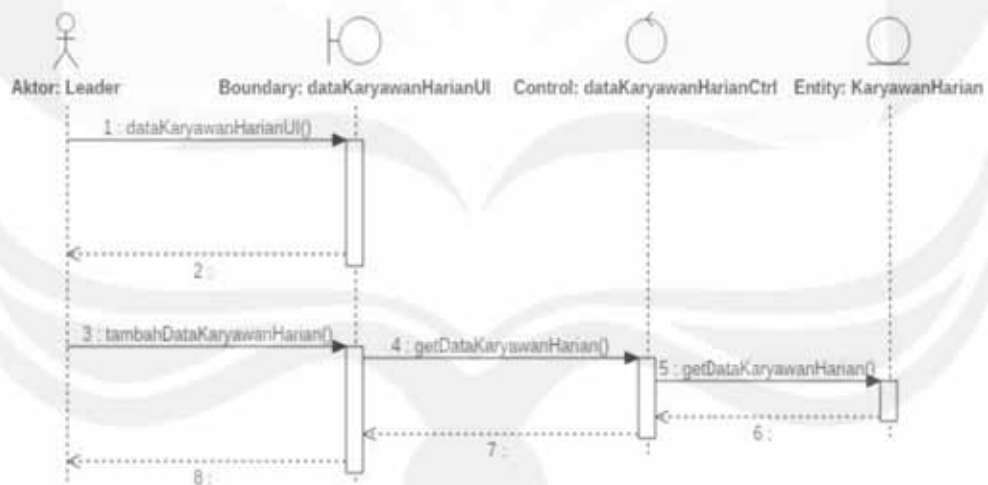 Aktor: Leader
Boundary: dataKaryawanHarianUI
Control: dataKaryawanHarianCtrl
Entity: KaryawanHarian
1 : dataKaryawanHarianUI()
2 :
3 : tambahDataKaryawanHarian()
4 : getDataKaryawanHarian()
5 : getDataKaryawanHarian()
6 :
7 :
8 :